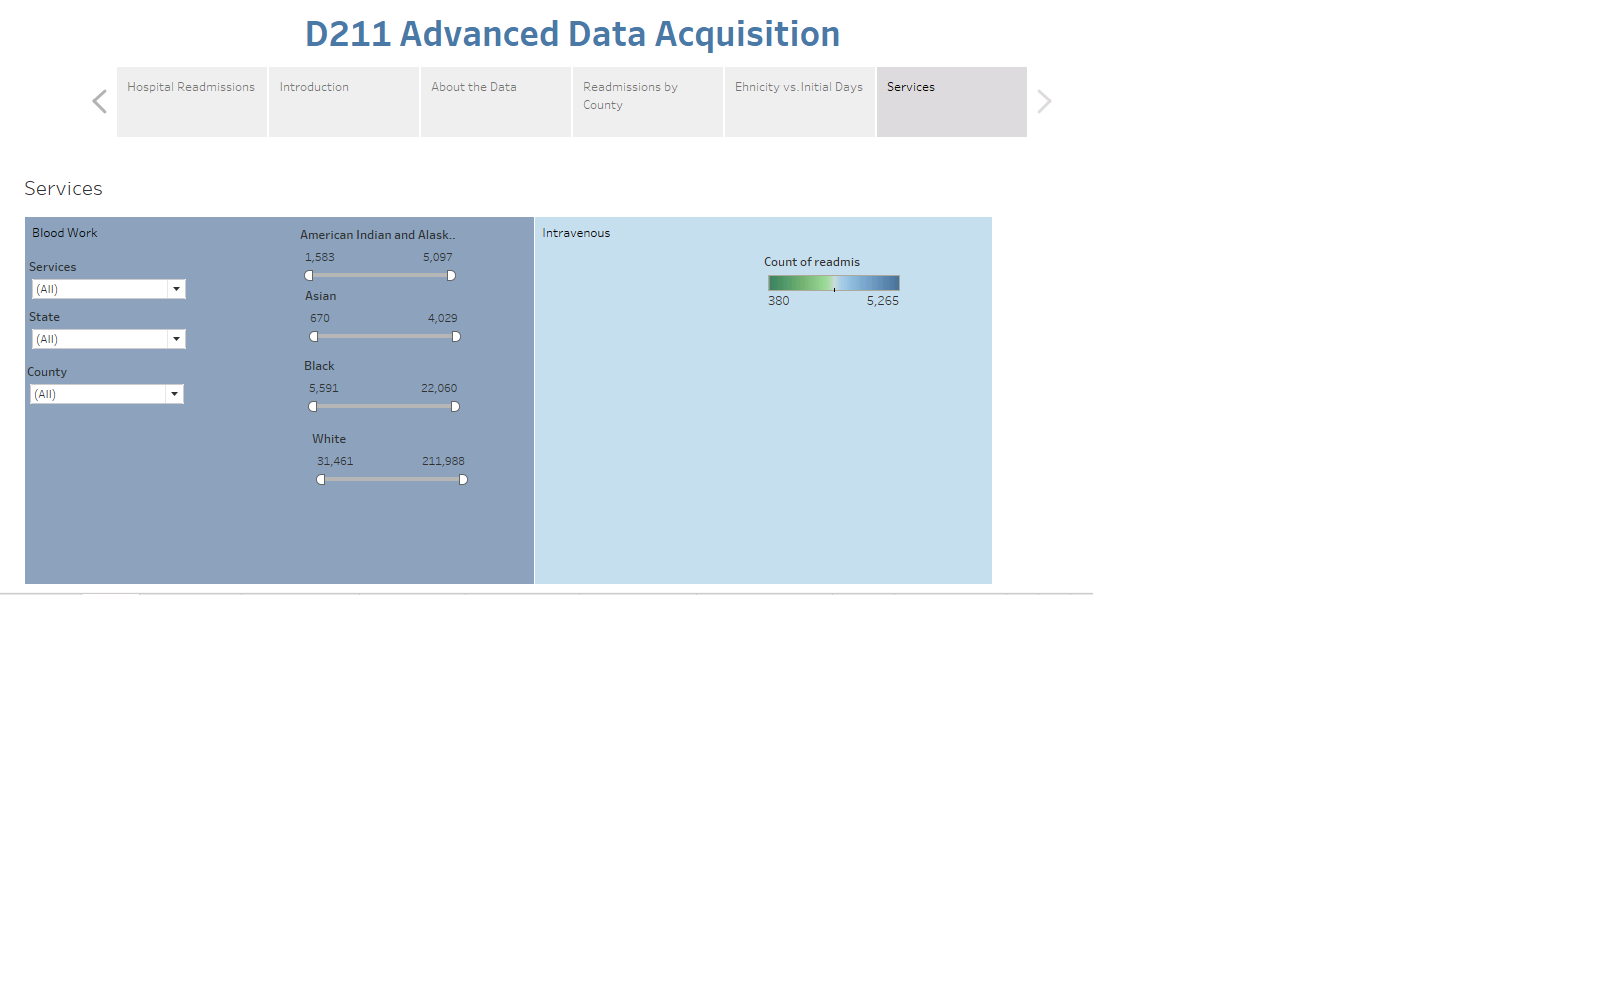 D211 Advanced Data Acquisition
Hospital Readmissions
Introduction
About the Data
Readmissions by
County
Ehnicity vs. Initial Days
Services
Services
Blood Work
Services
(All)
State
(All)
County
(All)
American Indian and Alask..
1,583 5,097
Asian
670 4,029
Black
5,591 22,060
White
31,461 211,988
Intravenous
Count of readmis
380 5,265